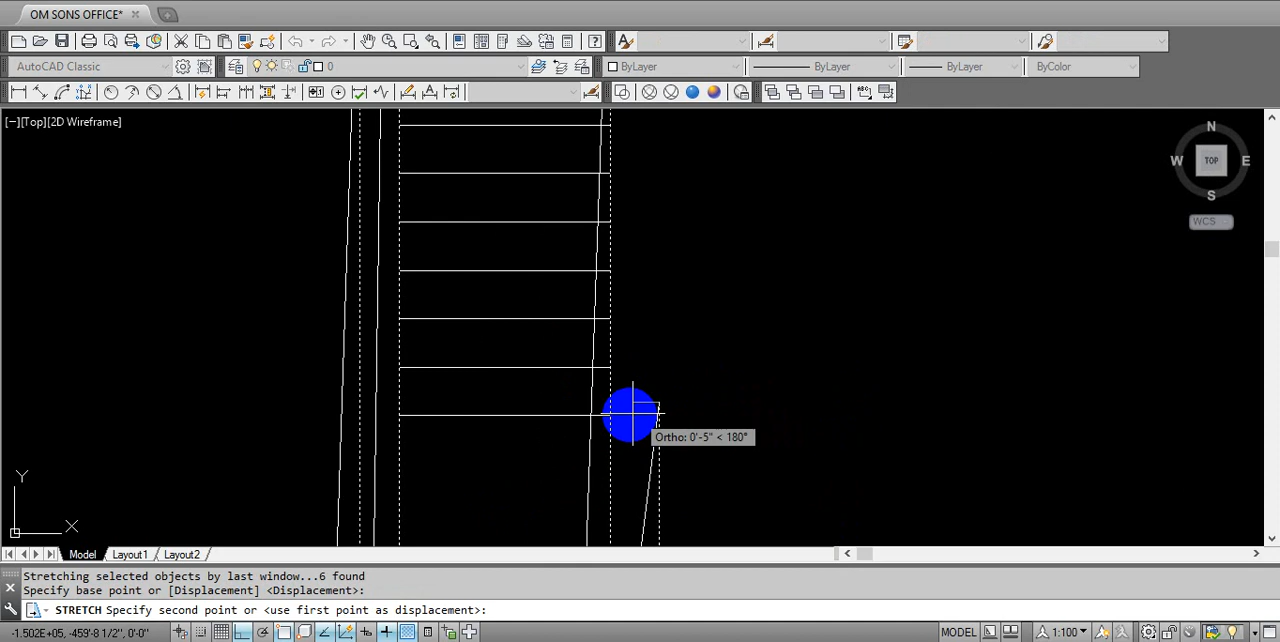 OM SONS OFFICE*
AutoCAD Classic
0
ByLayer
ByLayer
ByLayer
ByColor
[−][Top][2D Wireframe]
N
W
TOP
E
S
WCS
Ortho: 0'-5" < 180°
Y
X
Model
Layout1
Layout2
Stretching selected objects by last window...6 found
Specify base point or [Displacement] <Displacement>:
STRETCH Specify second point or <use first point as displacement>:
-1.502E+05, -459'-8 1/2", 0'-0"
MODEL
1:100